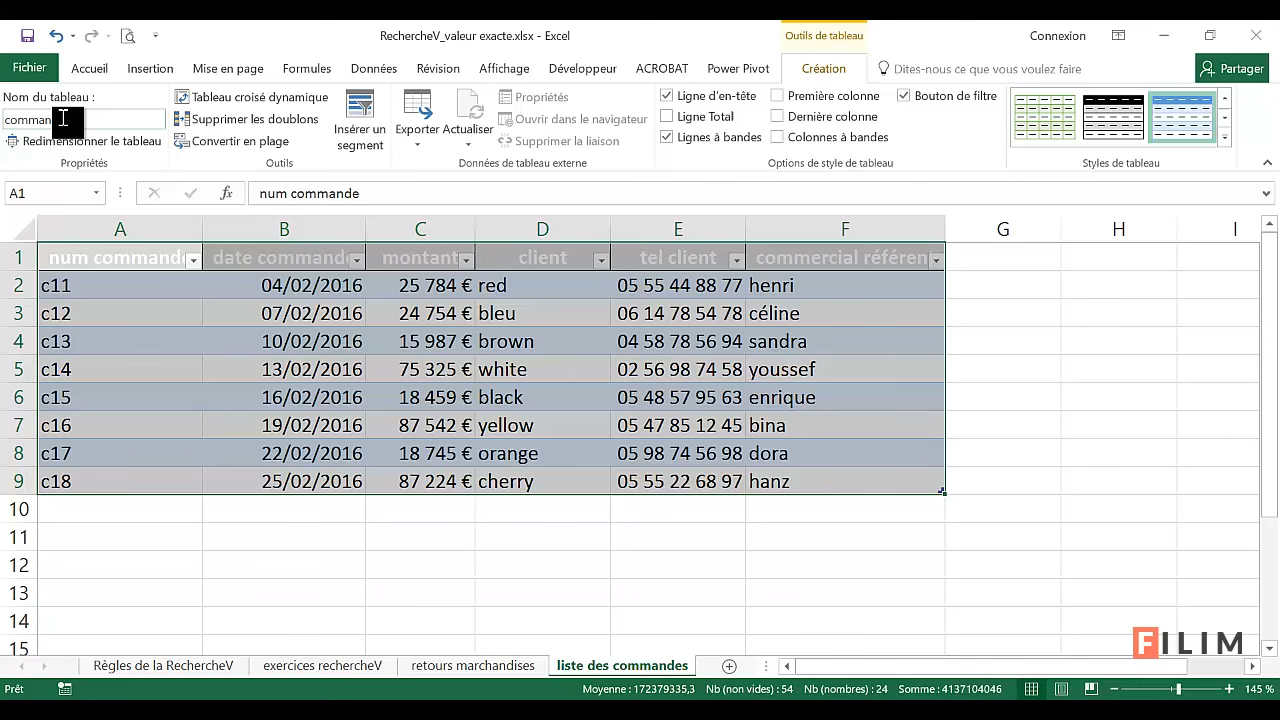 RechercheV_valeur exacte.xlsx - Excel
Outils de tableau
Connexion
Fichier Accueil Insertion Mise en page Formules Données Révision Affichage Développeur ACROBAT Power Pivot Création Dites-nous ce que vous voulez faire Partager
Nom du tableau :
comman
Redimensionner le tableau
Propriétés
Tableau croisé dynamique
Supprimer les doublons
Convertir en plage
Insérer un segment
Outils
Exporter Actualiser
Propriétés
Ouvrir dans le navigateur
Supprimer la liaison
Données de tableau externe
Ligne d'en-tête Première colonne Bouton de filtre
Ligne Total Dernière colonne
Lignes à bandes Colonnes à bandes
Options de style de tableau
Styles de tableau
A1 fx num commande
A B C D E F G H I
1 num command date command montant client tel client commercial référen
2 c11 04/02/2016 25 784 € red 05 55 44 88 77 henri
3 c12 07/02/2016 24 754 € bleu 06 14 78 54 78 céline
4 c13 10/02/2016 15 987 € brown 04 58 78 56 94 sandra
5 c14 13/02/2016 75 325 € white 02 56 98 74 58 youssef
6 c15 16/02/2016 18 459 € black 05 48 57 95 63 enrique
7 c16 19/02/2016 87 542 € yellow 05 47 85 12 45 bina
8 c17 22/02/2016 18 745 € orange 05 98 74 56 98 dora
9 c18 25/02/2016 87 224 € cherry 05 55 22 68 97 hanz
10
11
12
13
14
15
FILIM
Règles de la RechercheV exercices rechercheV retours marchandises liste des commandes
Prêt Moyenne : 172379335,3 Nb (non vides) : 54 Nb (nombres) : 24 Somme : 4137104046 145 %